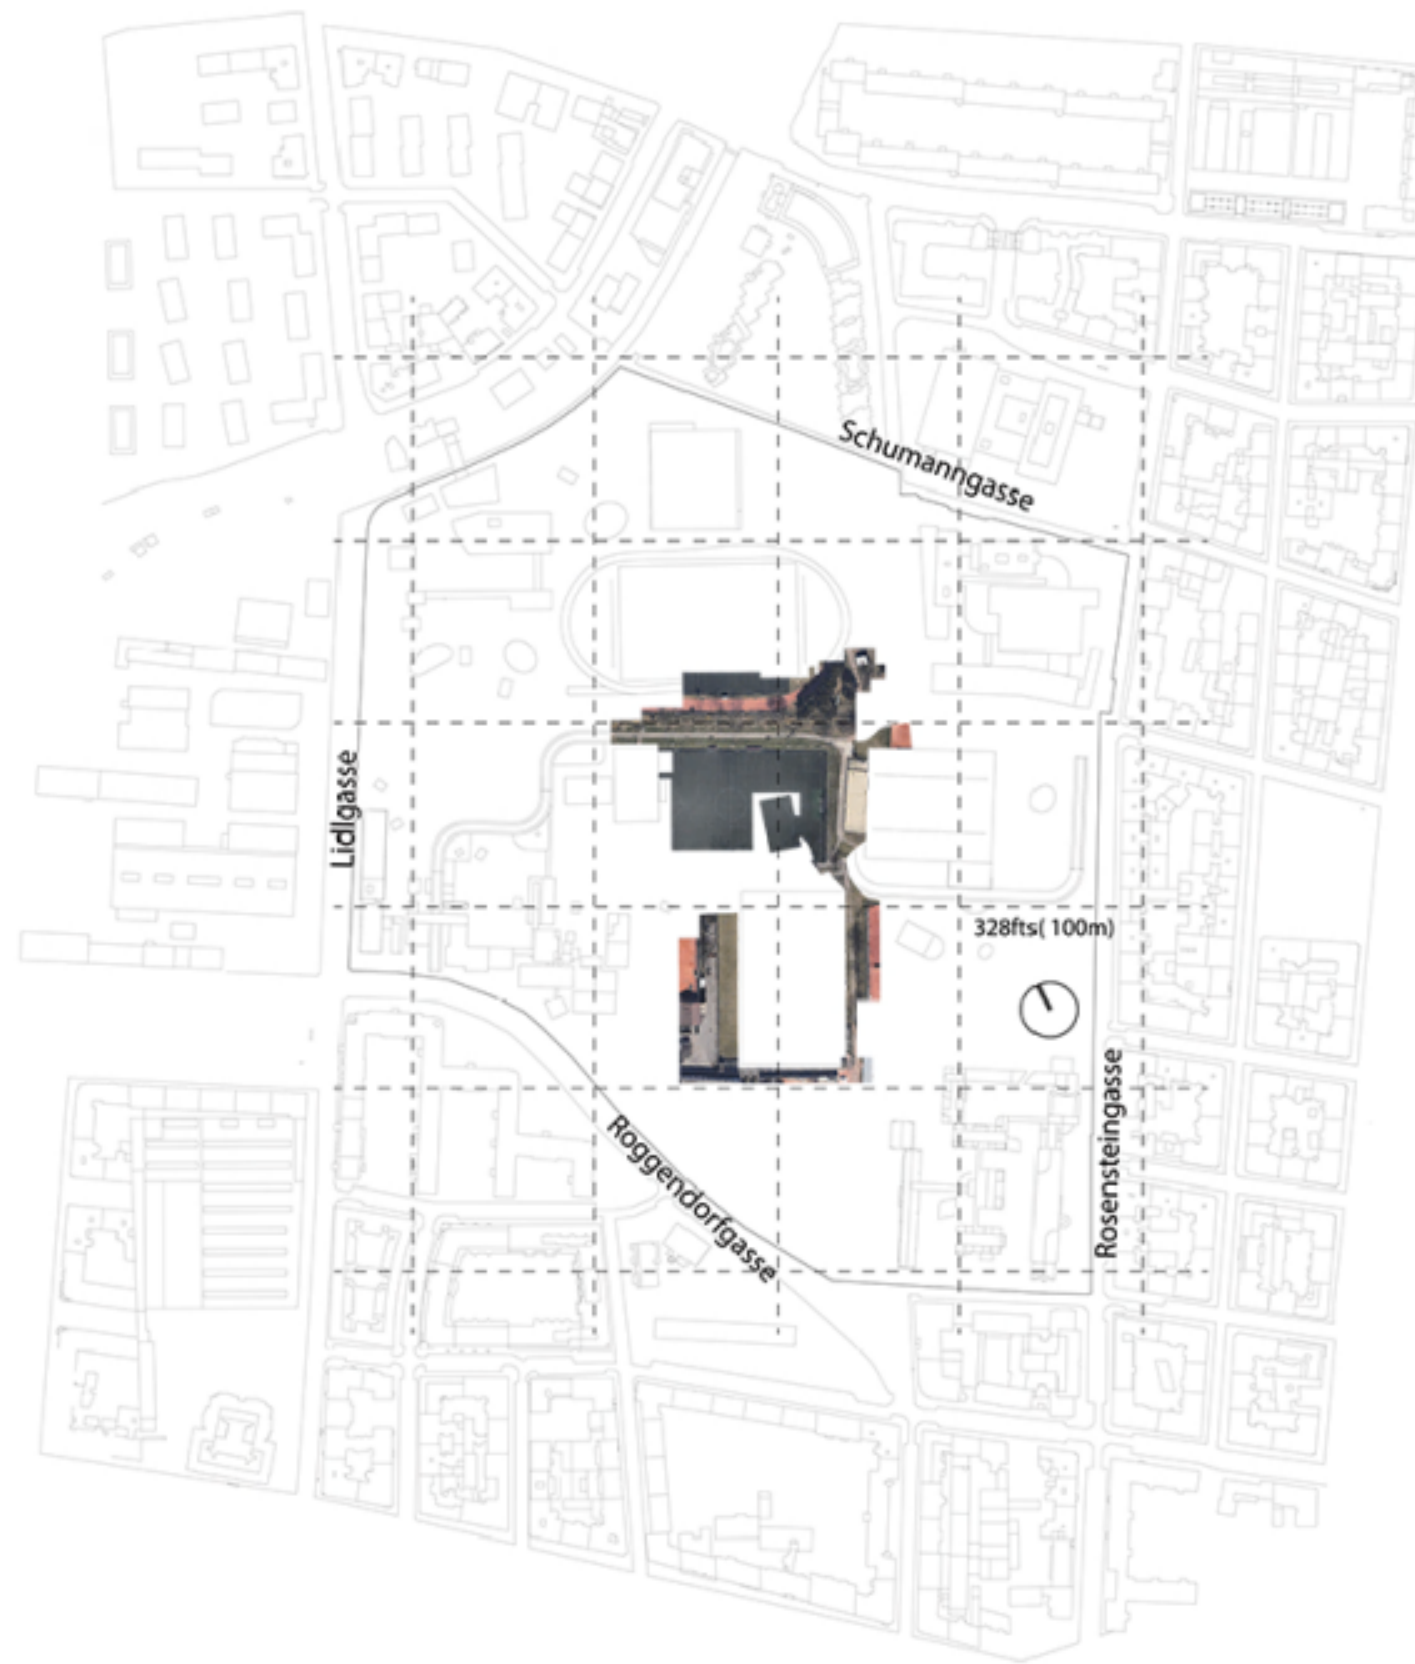 Schumanngasse
Lidlgasse
328fts( 100m)
Roggendorfgasse
Rosensteingasse